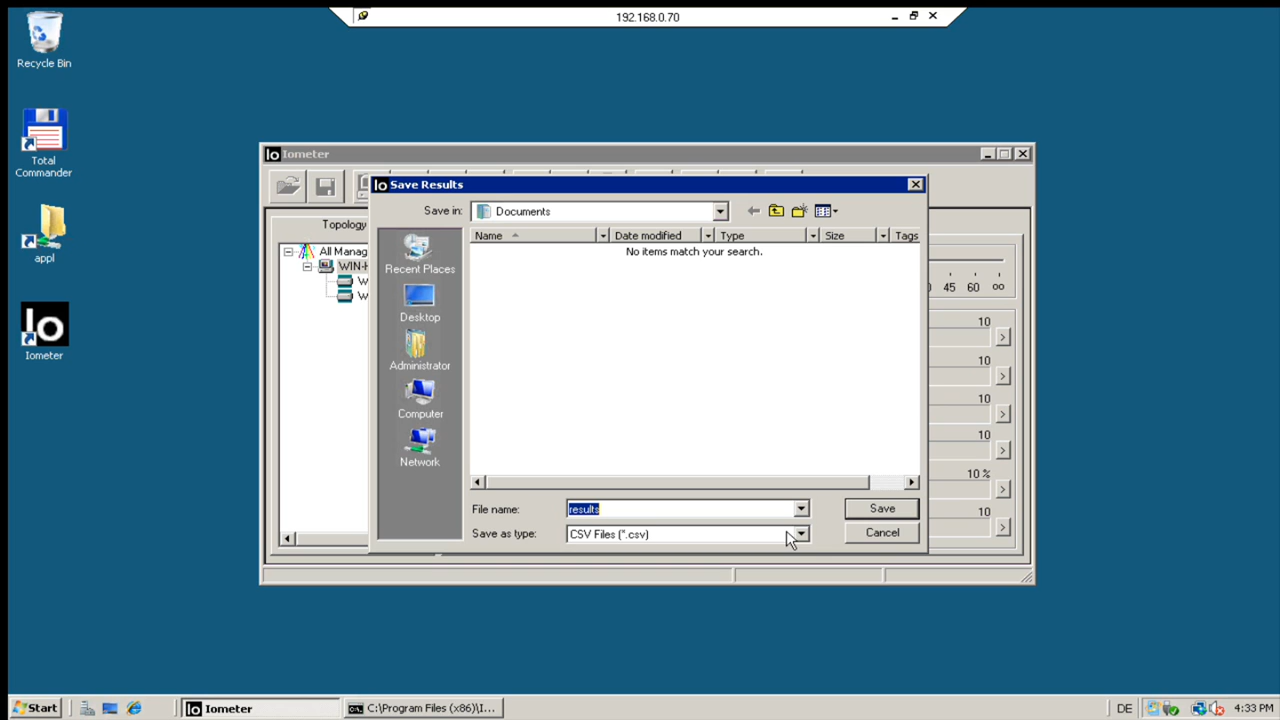 192.168.0.70
Recycle Bin
Total
Commander
appl
Iometer
Iometer
Save Results
Save in:
Documents
Topology
All Manag
WIN-H
W
W
Recent Places
Desktop
Administrator
Computer
Network
Name
Date modified
Type
Size
Tags
No items match your search.
45 60 oo
10
10
10
10
10 %
10
File name:
results
Save
Save as type:
CSV Files (*.csv)
Cancel
Start
Iometer
C:\Program Files (x86)\I...
DE
4:33 PM